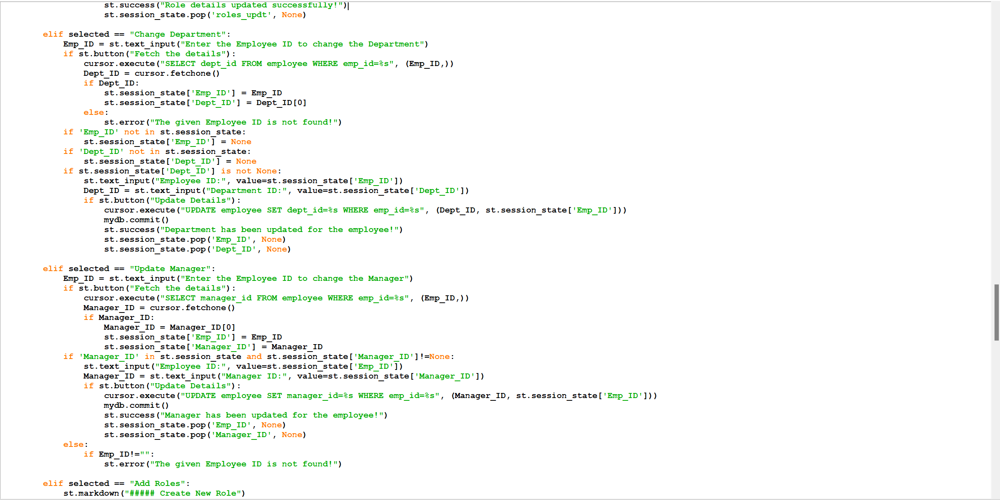 st.success("Role details updated successfully!")
            st.session_state.pop('roles_updt', None)

elif selected == "Change Department":
    Emp_ID = st.text_input("Enter the Employee ID to change the Department")
    if st.button("Fetch the details"):
        cursor.execute("SELECT dept_id FROM employee WHERE emp_id=%s", (Emp_ID,))
        Dept_ID = cursor.fetchone()
        if Dept_ID:
            st.session_state['Emp_ID'] = Emp_ID
            st.session_state['Dept_ID'] = Dept_ID[0]
        else:
            st.error("The given Employee ID is not found!")
    if 'Emp_ID' not in st.session_state:
        st.session_state['Emp_ID'] = None
    if 'Dept_ID' not in st.session_state:
        st.session_state['Dept_ID'] = None
    if st.session_state['Dept_ID'] is not None:
        st.text_input("Employee ID:", value=st.session_state['Emp_ID'])
        Dept_ID = st.text_input("Department ID:", value=st.session_state['Dept_ID'])
        if st.button("Update Details"):
            cursor.execute("UPDATE employee SET dept_id=%s WHERE emp_id=%s", (Dept_ID, st.session_state['Emp_ID']))
            mydb.commit()
            st.success("Department has been updated for the employee!")
            st.session_state.pop('Emp_ID', None)
            st.session_state.pop('Dept_ID', None)

elif selected == "Update Manager":
    Emp_ID = st.text_input("Enter the Employee ID to change the Manager")
    if st.button("Fetch the details"):
        cursor.execute("SELECT manager_id FROM employee WHERE emp_id=%s", (Emp_ID,))
        Manager_ID = cursor.fetchone()
        if Manager_ID:
            Manager_ID = Manager_ID[0]
            st.session_state['Emp_ID'] = Emp_ID
            st.session_state['Manager_ID'] = Manager_ID
    if 'Manager_ID' in st.session_state and st.session_state['Manager_ID']!=None:
        st.text_input("Employee ID:", value=st.session_state['Emp_ID'])
        Manager_ID = st.text_input("Manager ID:", value=st.session_state['Manager_ID'])
        if st.button("Update Details"):
            cursor.execute("UPDATE employee SET manager_id=%s WHERE emp_id=%s", (Manager_ID, st.session_state['Emp_ID']))
            mydb.commit()
            st.success("Manager has been updated for the employee!")
            st.session_state.pop('Emp_ID', None)
            st.session_state.pop('Manager_ID', None)
    else:
        if Emp_ID!="":
            st.error("The given Employee ID is not found!")

elif selected == "Add Roles":
    st.markdown("##### Create New Role")